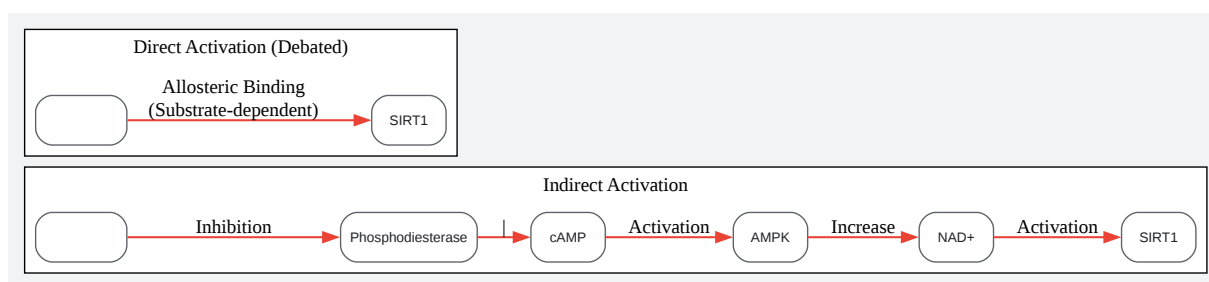 Direct Activation (Debated)
Allosteric Binding
(Substrate-dependent)
SIRT1
Indirect Activation
Inhibition
Phosphodiesterase
|
cAMP
Activation
AMPK
Increase
NAD+
Activation
SIRT1